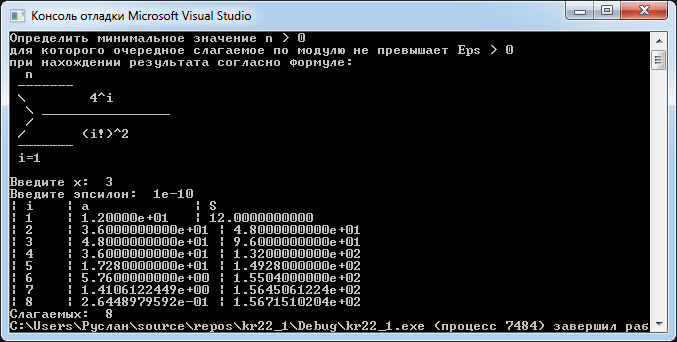 Консоль отладки Microsoft Visual Studio
Определить минимальное значение n > 0
для которого очередное слагаемое по модулю не превышает Eps > 0
при нахождении результата согласно формуле:
n
-------
\ 4^i
\ ________________
/
/ (i!)^2
-------
i=1
Введите x: 3
Введите эпсилон: 1e-10
¦ i ¦ a ¦ S
¦ 1 ¦ 1.20000e+01 ¦ 12.0000000000
¦ 2 ¦ 3.6000000000e+01 ¦ 4.8000000000e+01
¦ 3 ¦ 4.8000000000e+01 ¦ 9.6000000000e+01
¦ 4 ¦ 3.6000000000e+01 ¦ 1.3200000000e+02
¦ 5 ¦ 1.7280000000e+01 ¦ 1.4928000000e+02
¦ 6 ¦ 5.7600000000e+00 ¦ 1.5504000000e+02
¦ 7 ¦ 1.4106122449e+00 ¦ 1.5645061224e+02
¦ 8 ¦ 2.6448979592e-01 ¦ 1.5671510204e+02
Слагаемых: 8
C:\Users\Руслан\source\repos\kr22_1\Debug\kr22_1.exe (процесс 7484) завершил раб